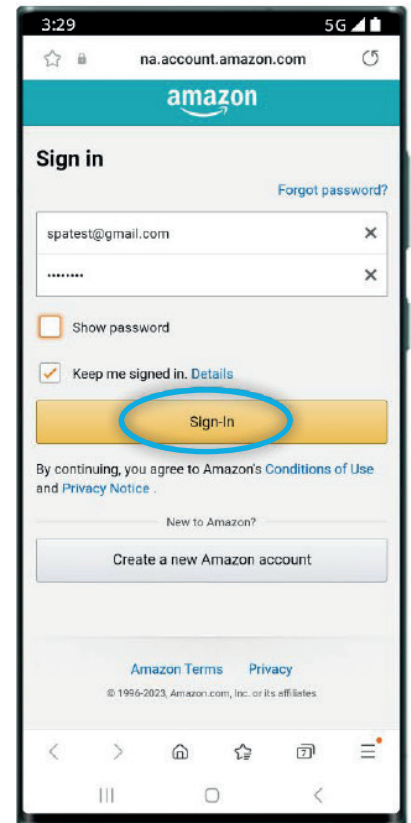 3:29 5G
na.account.amazon.com
amazon
Sign in
Forgot password?
spatest@gmail.com
••••••••
Show password
Keep me signed in. Details
Sign-In
By continuing, you agree to Amazon's Conditions of Use
and Privacy Notice .
New to Amazon?
Create a new Amazon account
Amazon Terms Privacy
© 1996-2023, Amazon.com, Inc. or its affiliates
7